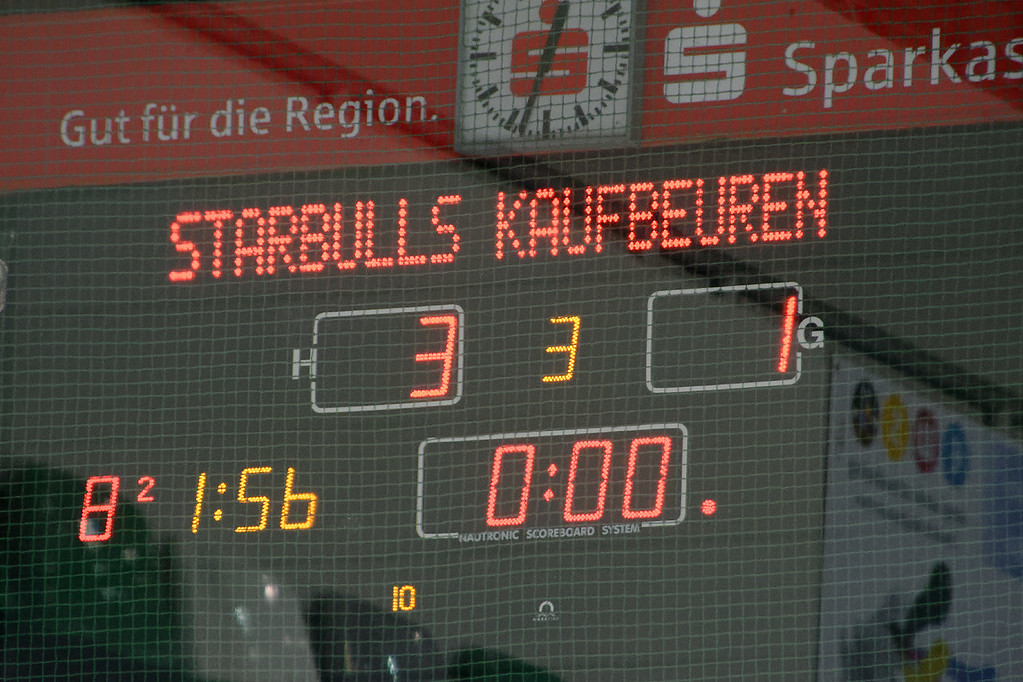 Gut für die Region.
Sparkas
STARBULLS KAUFBEUREN
H 3 3 1 G
8 2 1:56 0:00.
NAUTRONIC SCOREBOARD SYSTEM
10